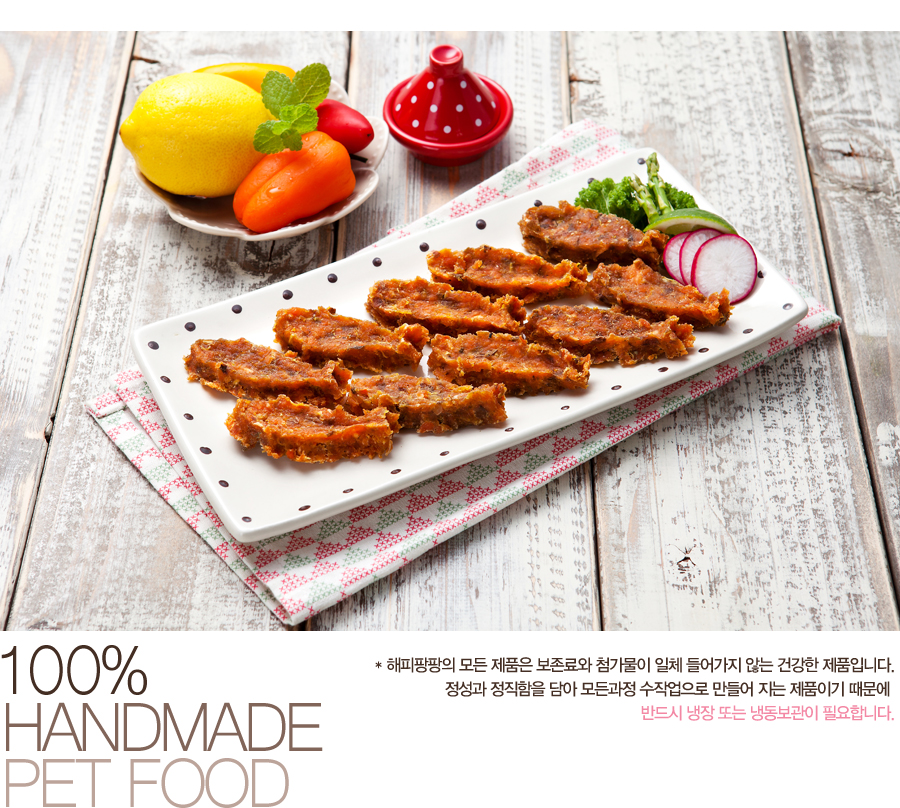 100%
HANDMADE
PET FOOD
* 해피팡팡의 모든 제품은 보존료와 첨가물이 일체 들어가지 않는 건강한 제품입니다.
정성과 정직함을 담아 모든과정 수작업으로 만들어 지는 제품이기 때문에
반드시 냉장 또는 냉동보관이 필요합니다.